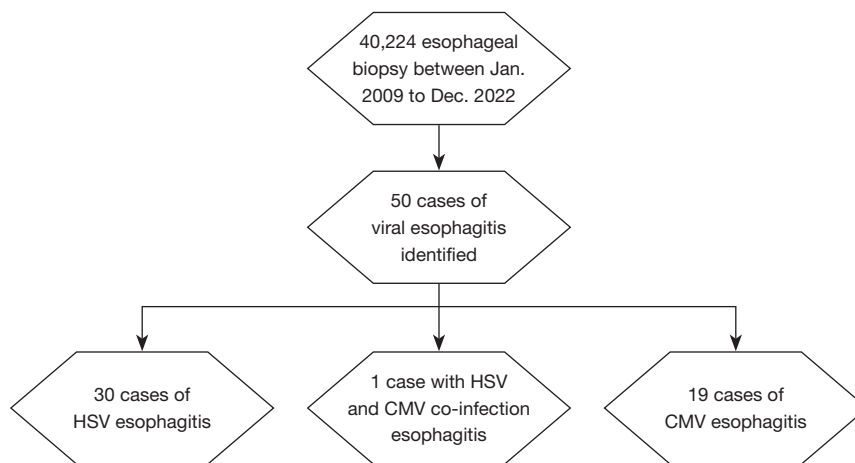 40,224 esophageal
biopsy between Jan.
2009 to Dec. 2022
50 cases of
viral esophagitis
identified
30 cases of
HSV esophagitis
1 case with HSV
and CMV co-infection
esophagitis
19 cases of
CMV esophagitis